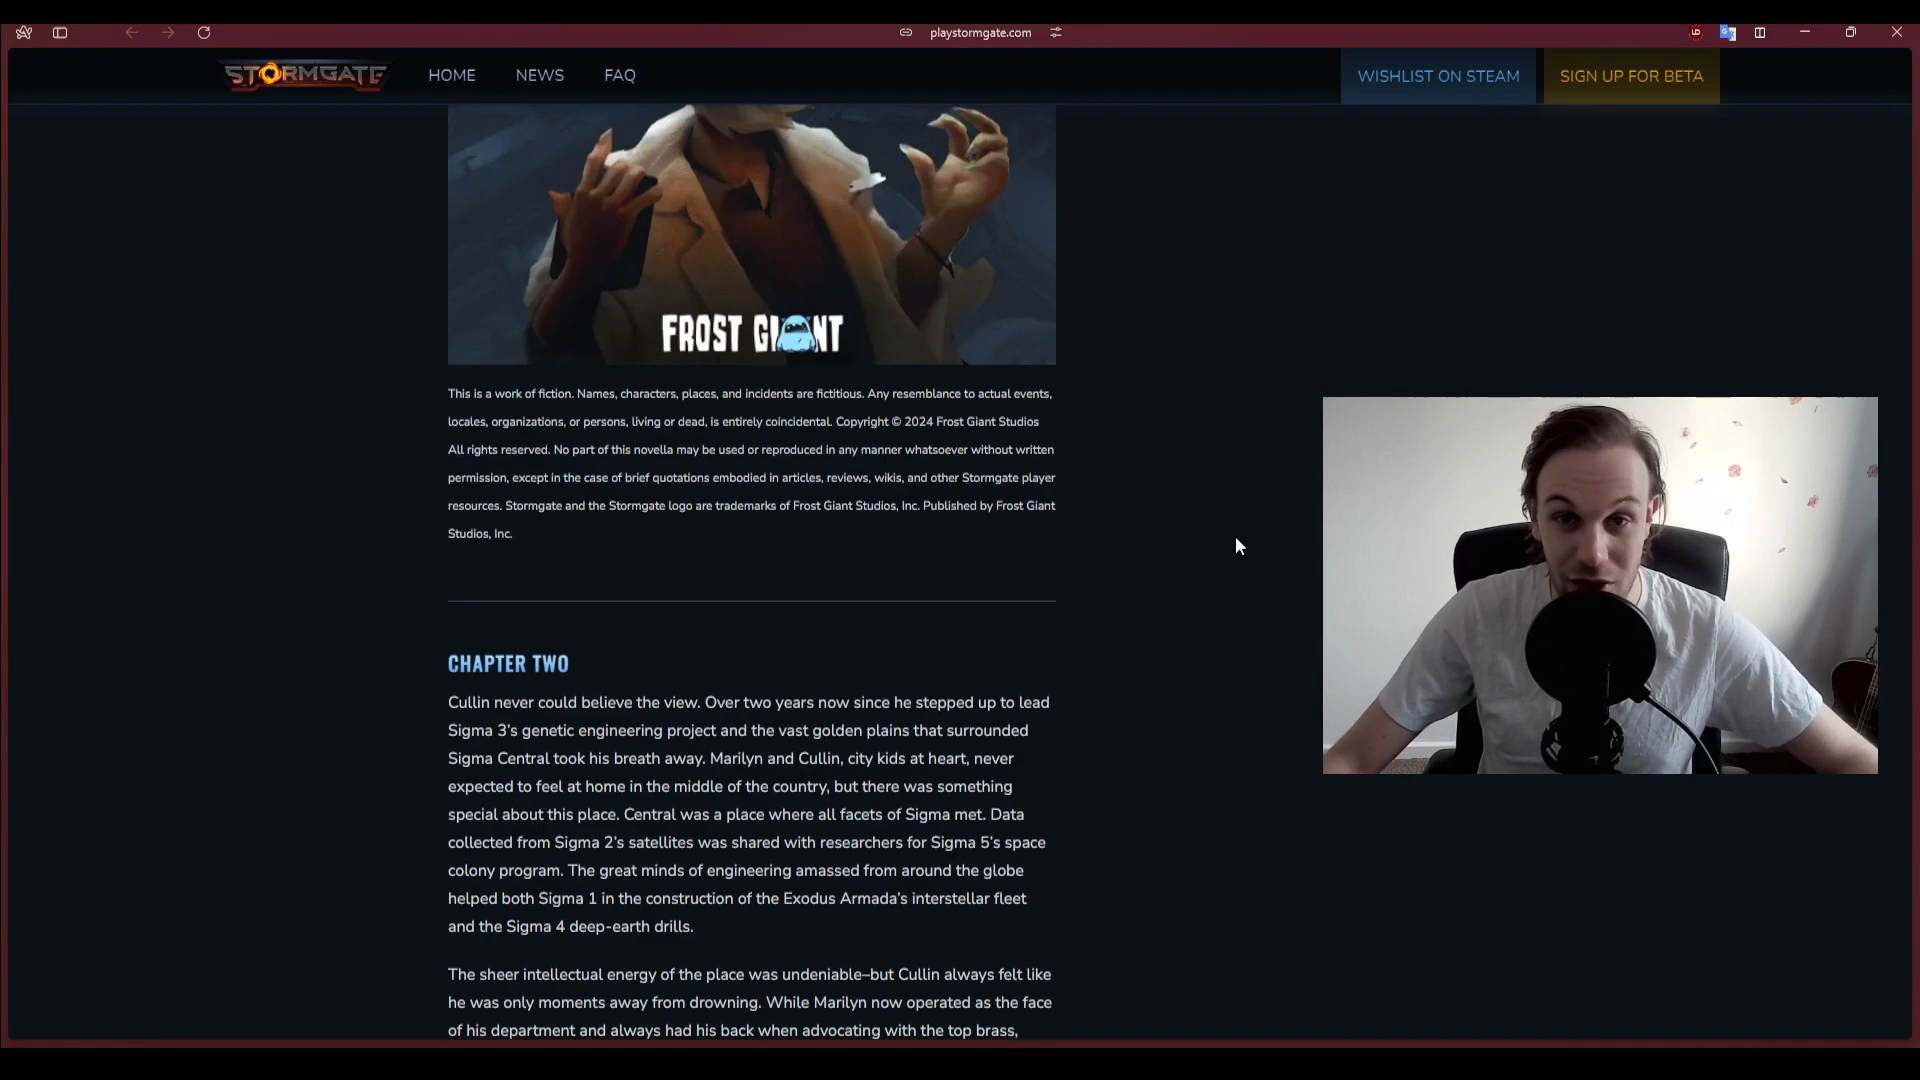 playstormgate.com
STORMGATE
HOME
NEWS
FAQ
WISHLIST ON STEAM
SIGN UP FOR BETA
FROST GIANT
This is a work of fiction. Names, characters, places, and incidents are fictitious. Any resemblance to actual events,
locales, organizations, or persons, living or dead, is entirely coincidental. Copyright © 2024 Frost Giant Studios
All rights reserved. No part of this novella may be used or reproduced in any manner whatsoever without written
permission, except in the case of brief quotations embodied in articles, reviews, wikis, and other Stormgate player
resources. Stormgate and the Stormgate logo are trademarks of Frost Giant Studios, Inc. Published by Frost Giant
Studios, Inc.
CHAPTER TWO
Cullin never could believe the view. Over two years now since he stepped up to lead
Sigma 3’s genetic engineering project and the vast golden plains that surrounded
Sigma Central took his breath away. Marilyn and Cullin, city kids at heart, never
expected to feel at home in the middle of the country, but there was something
special about this place. Central was a place where all facets of Sigma met. Data
collected from Sigma 2’s satellites was shared with researchers for Sigma 5’s space
colony program. The great minds of engineering amassed from around the globe
helped both Sigma 1 in the construction of the Exodus Armada’s interstellar fleet
and the Sigma 4 deep-earth drills.
The sheer intellectual energy of the place was undeniable–but Cullin always felt like
he was only moments away from drowning. While Marilyn now operated as the face
of his department and always had his back when advocating with the top brass,